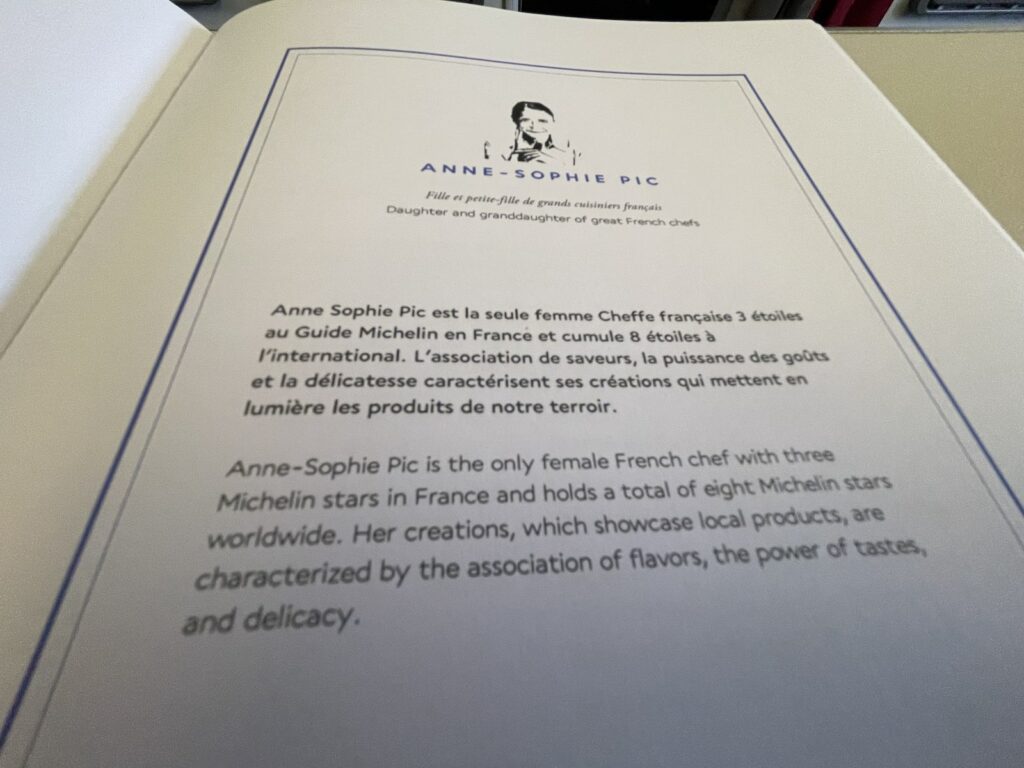 ANNE-SOPHIE PIC
Fille et petite-fille de grands cuisiniers français
Daughter and granddaughter of great French chefs
Anne Sophie Pic est la seule femme Cheffe française 3 étoiles
au Guide Michelin en France et cumule 8 étoiles à
l'international. L'association de saveurs, la puissance des goûts
et la délicatesse caractérisent ses créations qui mettent en
lumière les produits de notre terroir.
Anne-Sophie Pic is the only female French chef with three
Michelin stars in France and holds a total of eight Michelin stars
worldwide. Her creations, which showcase local products, are
characterized by the association of flavors, the power of tastes,
and delicacy.